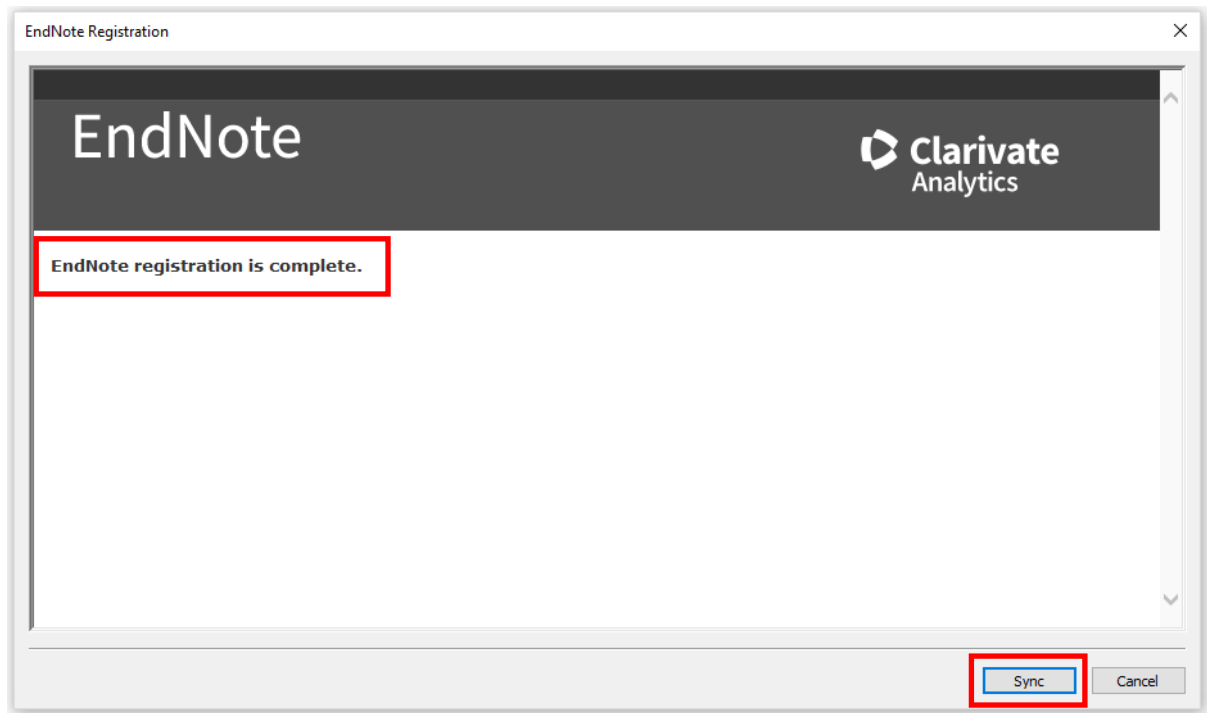 EndNote Registration
EndNote
Clarivate
Analytics
EndNote registration is complete.
Sync
Cancel